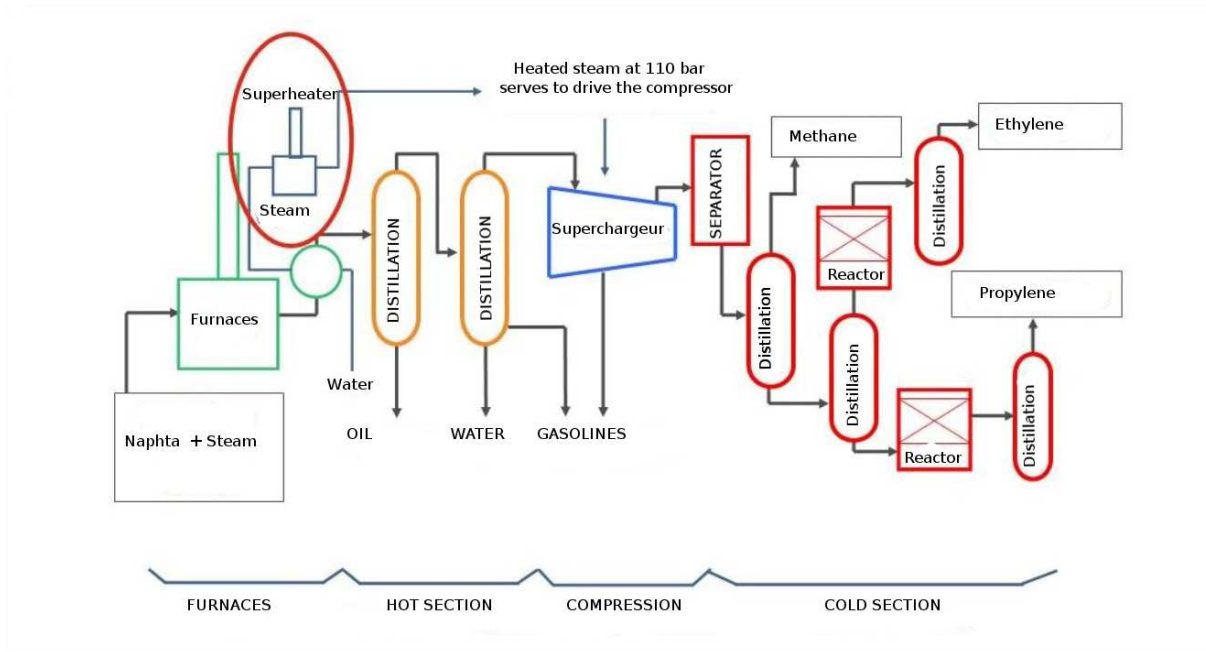 Heated steam at 110 bar
serves to drive the compressor
Superheater
Steam
Furnaces
Water
Naphta + Steam
DISTILLATION
DISTILLATION
OIL
WATER
GASOLINES
Superchargeur
SEPARATOR
Methane
Distillation
Distillation
Reactor
Distillation
Ethylene
Reactor
Distillation
Propylene
FURNACES
HOT SECTION
COMPRESSION
COLD SECTION